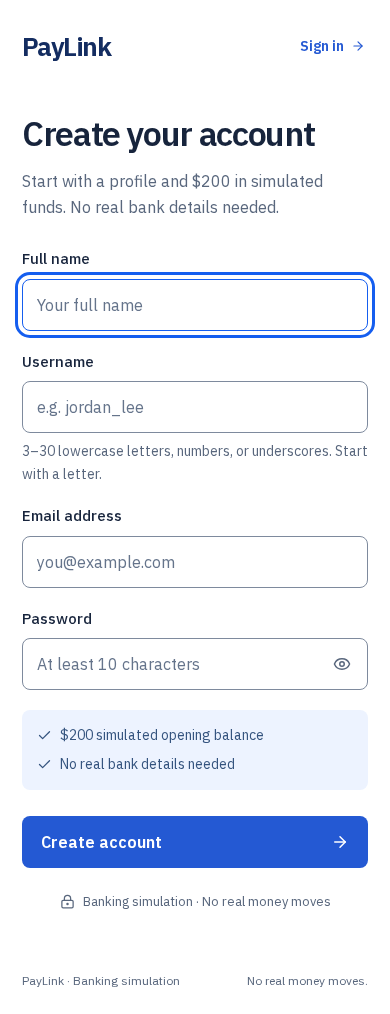 PayLink
Sign in
Create your account
Start with a profile and $200 in simulated
funds. No real bank details needed.
Full name
Your full name
Username
e.g. jordan_lee
3–30 lowercase letters, numbers, or underscores. Start
with a letter.
Email address
you@example.com
Password
At least 10 characters
$200 simulated opening balance
No real bank details needed
Create account
Banking simulation · No real money moves
PayLink · Banking simulation
No real money moves.